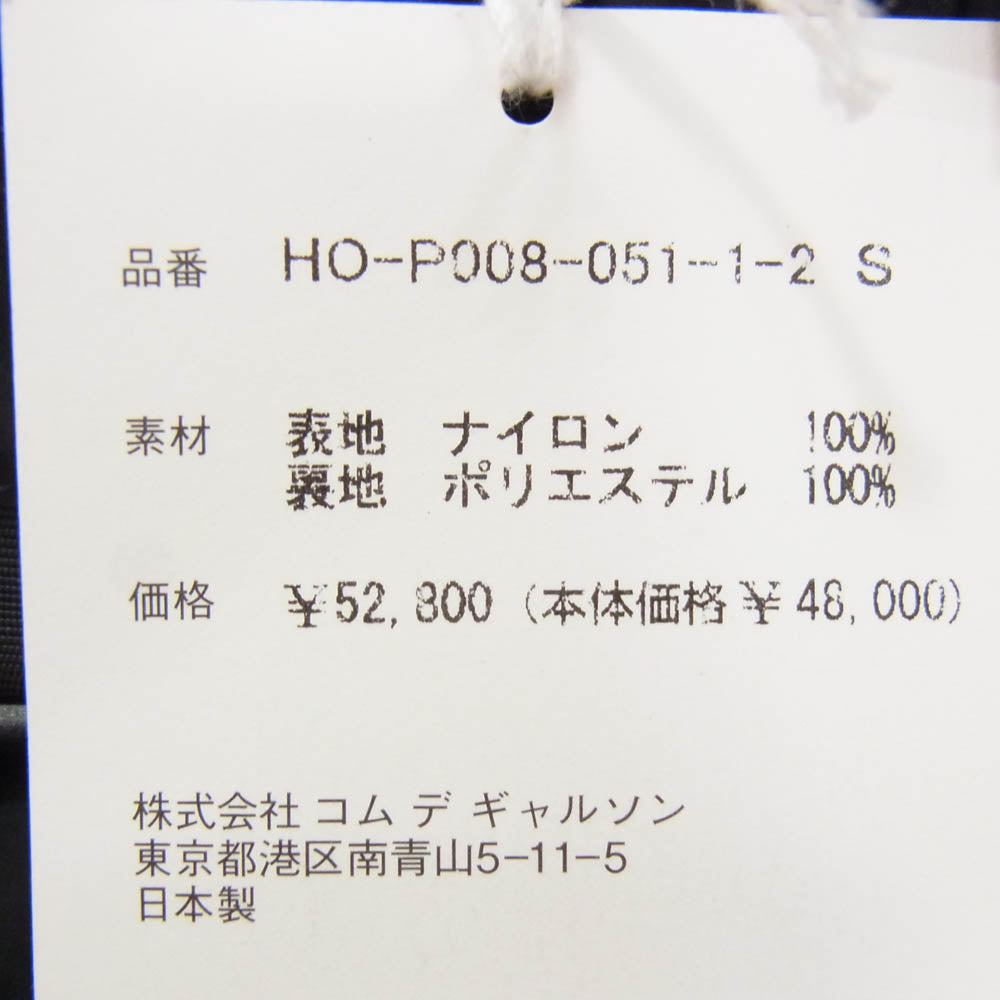 品番 HO-P008-051-1-2 S
素材 表地 ナイロン 100%
裏地 ポリエステル 100%
価格 ¥52,800 (本体価格¥48,000)
株式会社 コム デ ギャルソン
東京都港区南青山5-11-5
日本製